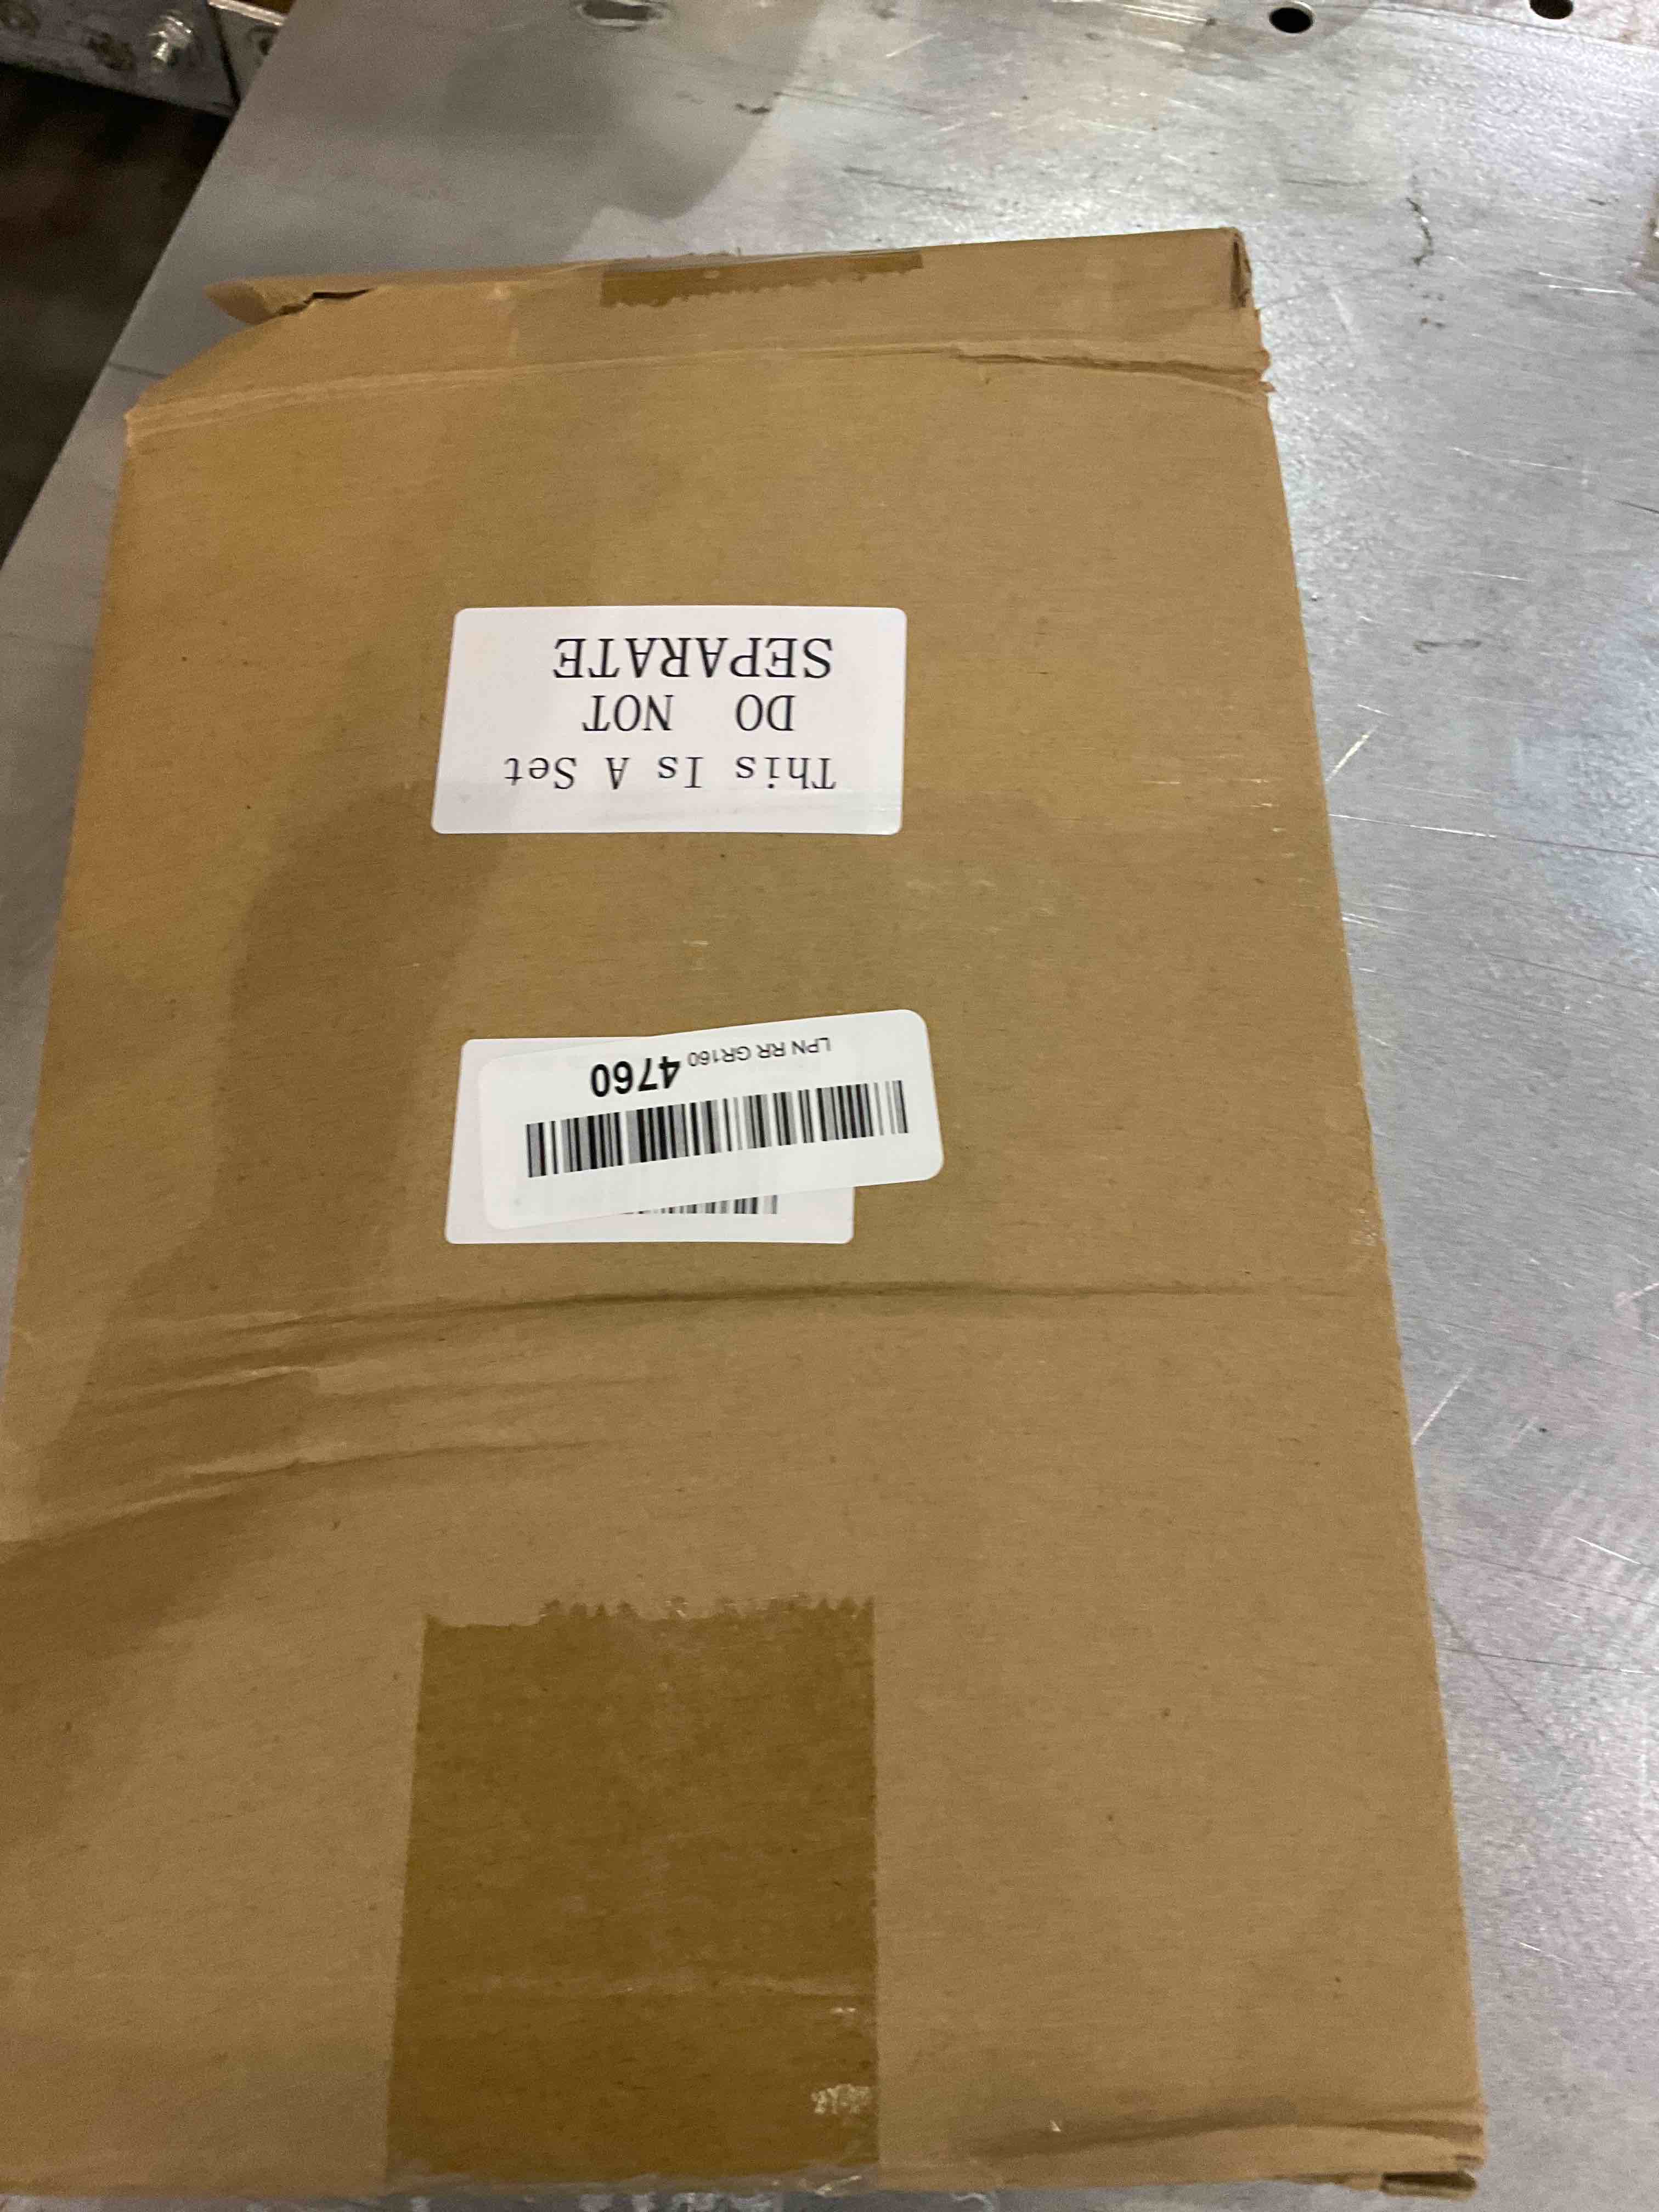 This Is A Set
DO NOT
SEPARATE
LPN RR GR160 4760